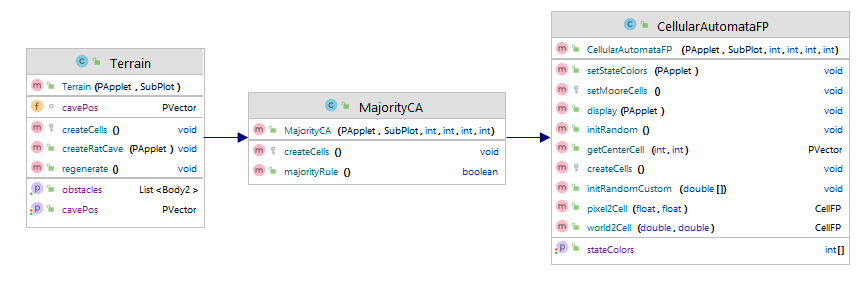 Terrain
Terrain (PApplet, SubPlot)
cavePos PVector
createCells () void
createRatCave (PApplet) void
regenerate () void
obstacles List<Body2>
cavePos PVector
MajorityCA
MajorityCA (PApplet, SubPlot, int, int, int, int)
createCells () void
majorityRule () boolean
CellularAutomataFP
CellularAutomataFP (PApplet, SubPlot, int, int, int, int)
setStateColors (PApplet) void
setMooreCells () void
display (PApplet) void
initRandom () void
getCenterCell (int, int) PVector
createCells () void
initRandomCustom (double[]) void
pixel2Cell (float, float) CellFP
world2Cell (double, double) CellFP
stateColors int[]